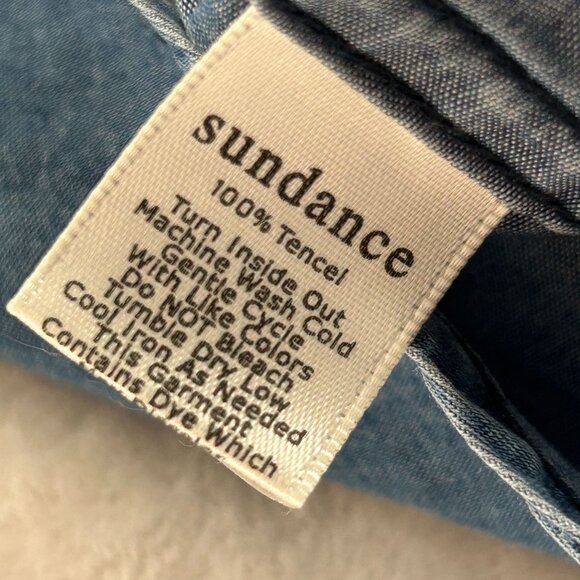 sundance
100% Tencel
Turn Inside Out
Machine Wash Cold
Gentle Cycle
With Like Colors
Do NOT Bleach
Tumble Dry Low
Cool Iron As Needed
This Garment
Contains Dye Which